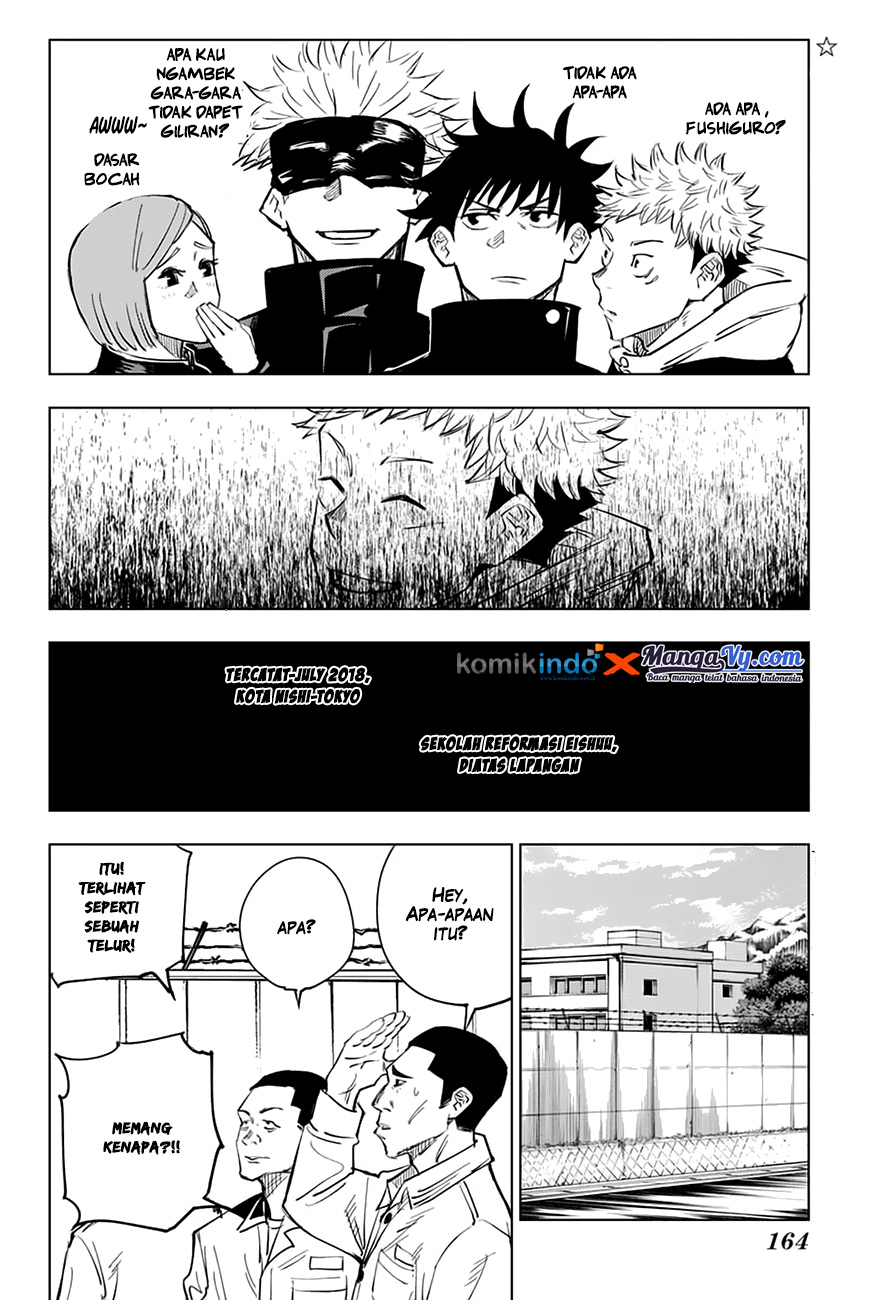 ADA APA ,
FUSHIGURO?
TIDAK ADA
APA-APA
APA KAU
NGAMBEK
GARA-GARA
TIDAK DAPET
GILIRAN?
AWWW~
DASAR
BOCAH
TERCATAT-JULY 2018,
KOTA NISHI-TOKYO
komikindo
MangaVy.com
Baca manga telat bahasa indonesia
SEKOLAH REFORMASI EISHUU,
DIATAS LAPANGAN
HEY,
APA-APAAN
ITU?
APA?
ITU!
TERLIHAT
SEPERTI
SEBUAH
TELUR!
MEMANG
KENAPA?!!
164